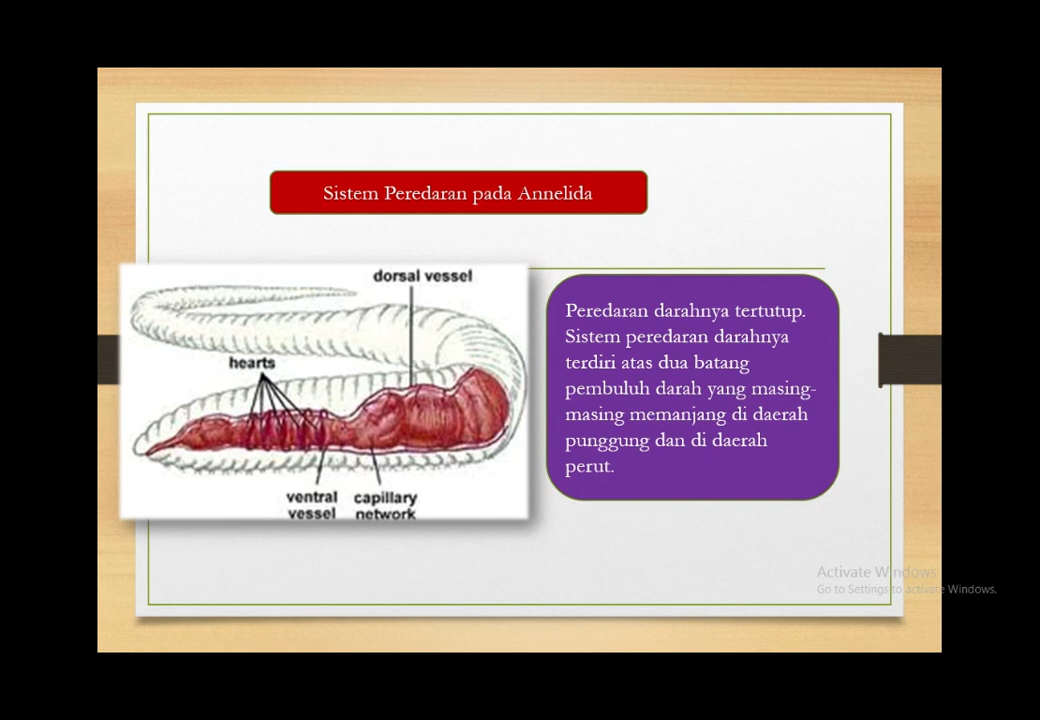 Sistem Peredaran pada Annelida
dorsal vessel
hearts
ventral
vessel
capillary
network
Peredaran darahnya tertutup.
Sistem peredaran darahnya
terdiri atas dua batang
pembuluh darah yang masing-
masing memanjang di daerah
punggung dan di daerah
perut.
Activate Windows
Go to Settings to activate Windows.